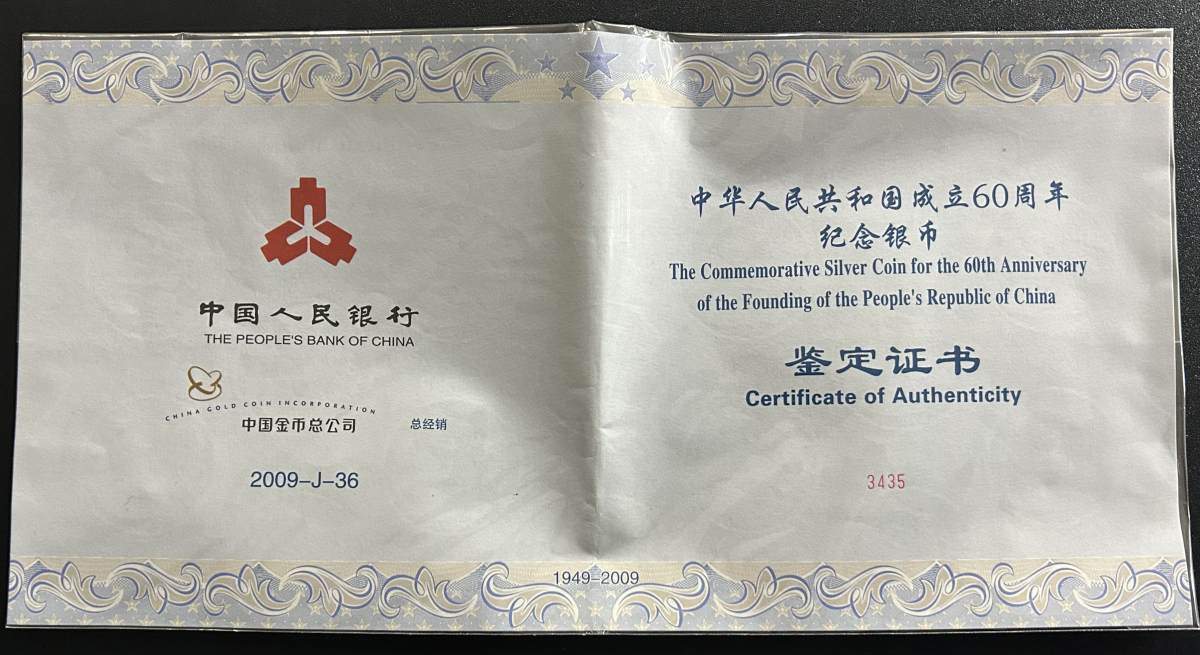 中国人民银行
THE PEOPLE'S BANK OF CHINA
CHINA GOLD COIN INCORPORATION
中国金币总公司 总经销
2009-J-36
中华人民共和国成立60周年
纪念银币
The Commemorative Silver Coin for the 60th Anniversary
of the Founding of the People's Republic of China
鉴定证书
Certificate of Authenticity
3435
1949-2009